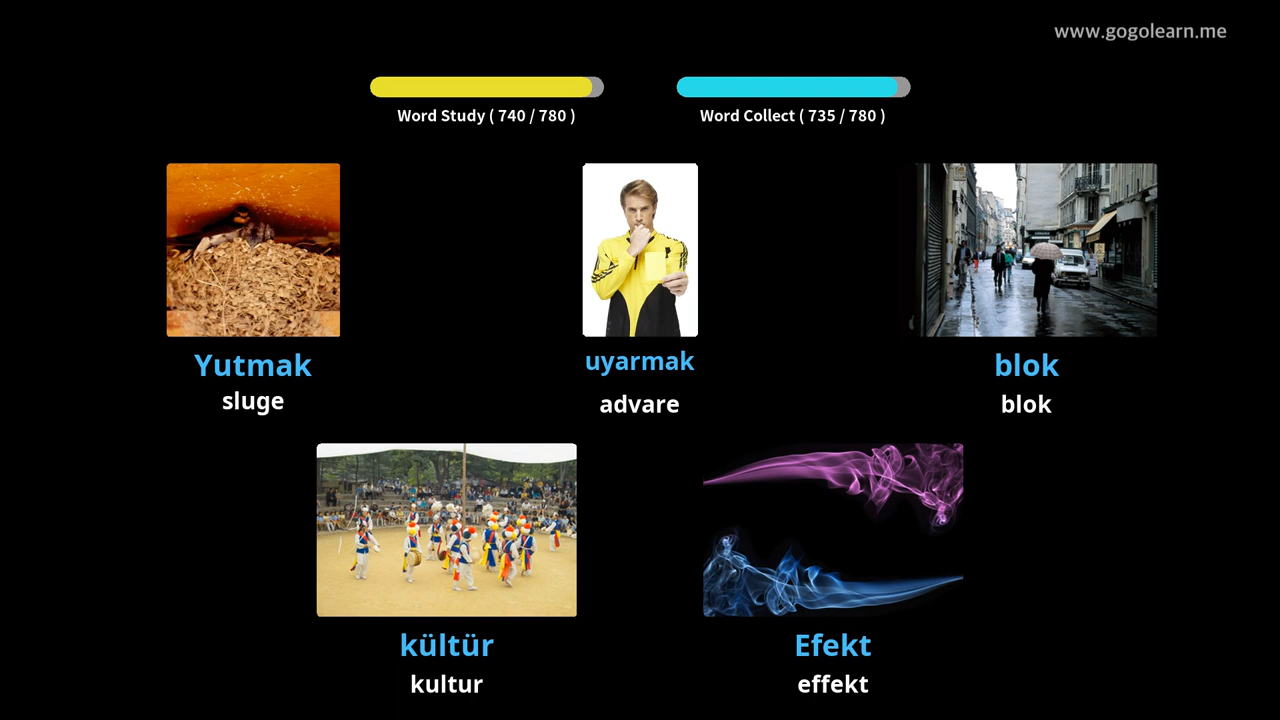 www.gogolearn.me
Word Study ( 740 / 780 )
Word Collect ( 735 / 780 )
Yutmak
sluge
uyarmak
advare
blok
blok
kültür
kultur
Efekt
effekt